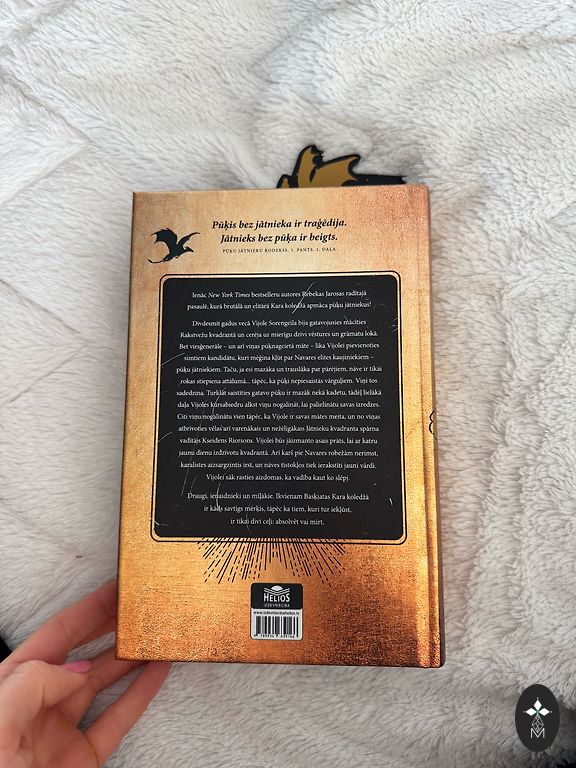 Pūķis bez jātnieka ir traģēdija.
Jātnieks bez pūķa ir beigts.
PŪĶU JĀTNIEKU KODEKSS, 1. PANTS, 1. DAĻA
Ienāc New York Times bestselleru autores Rebekas Jarosas radītajā
pasaulē, kurā brutālā un elitārā Kara koledžā apmāca pūķu jātniekus!
Divdesmit gadus vecā Vijole Sorengeila bija gatavojusies mācīties
Rakstvežu kvadrantā un cerēja uz mierīgu dzīvi vēstures un grāmatu lokā.
Bet virsģenerāle – un arī viņas pūķnagcietā māte – lika Vijolei pievienoties
simtiem kandidātu, kuri mēģina kļūt par Navares elites kaujiniekiem –
pūķu jātniekiem. Taču, ja esi mazāka un trauslāka par pārējiem, nāve ir tikai
rokas stiepiena attālumā... tāpēc, ka pūķi nepiesaistās vārguļiem. Viņi tos
sadedzina. Turklāt saistīties gatavo pūķu ir mazāk nekā kadetu, tādēļ lielākā
daļa Vijoles kursabiedru alkst viņu nogalināt, lai palielinātu savas izredzes.
Citi viņu nogalinātu vien tāpēc, ka Vijole ir savas mātes meita, un no viņas
atbrīvoties vēlas arī varenākais un nežēlīgākais Jātnieku kvadranta spārna
vadītājs Kseidens Riorsons. Vijolei būs jāizmanto asais prāts, lai ar katru
jaunu dienu izdzīvotu kvadrantā. Arī karš pie Navares robežām nerimst,
karalistes aizsargzintis irst, un nāves tīstokļos tiek ierakstīti jauni vārdi.
Vijolei sāk rasties aizdomas, ka vadība kaut ko slēpj.
Draugi, ienaidnieki un mīļākie. Ikvienam Baskjatas Kara koledžā
ir kāds savtīgs mērķis, tāpēc ka tiem, kuri tur iekļūst,
ir tikai divi ceļi: absolvēt vai mirt.
HELIOS
IZDEVNIECĪBA
www.izdevniecibahelios.lv
M